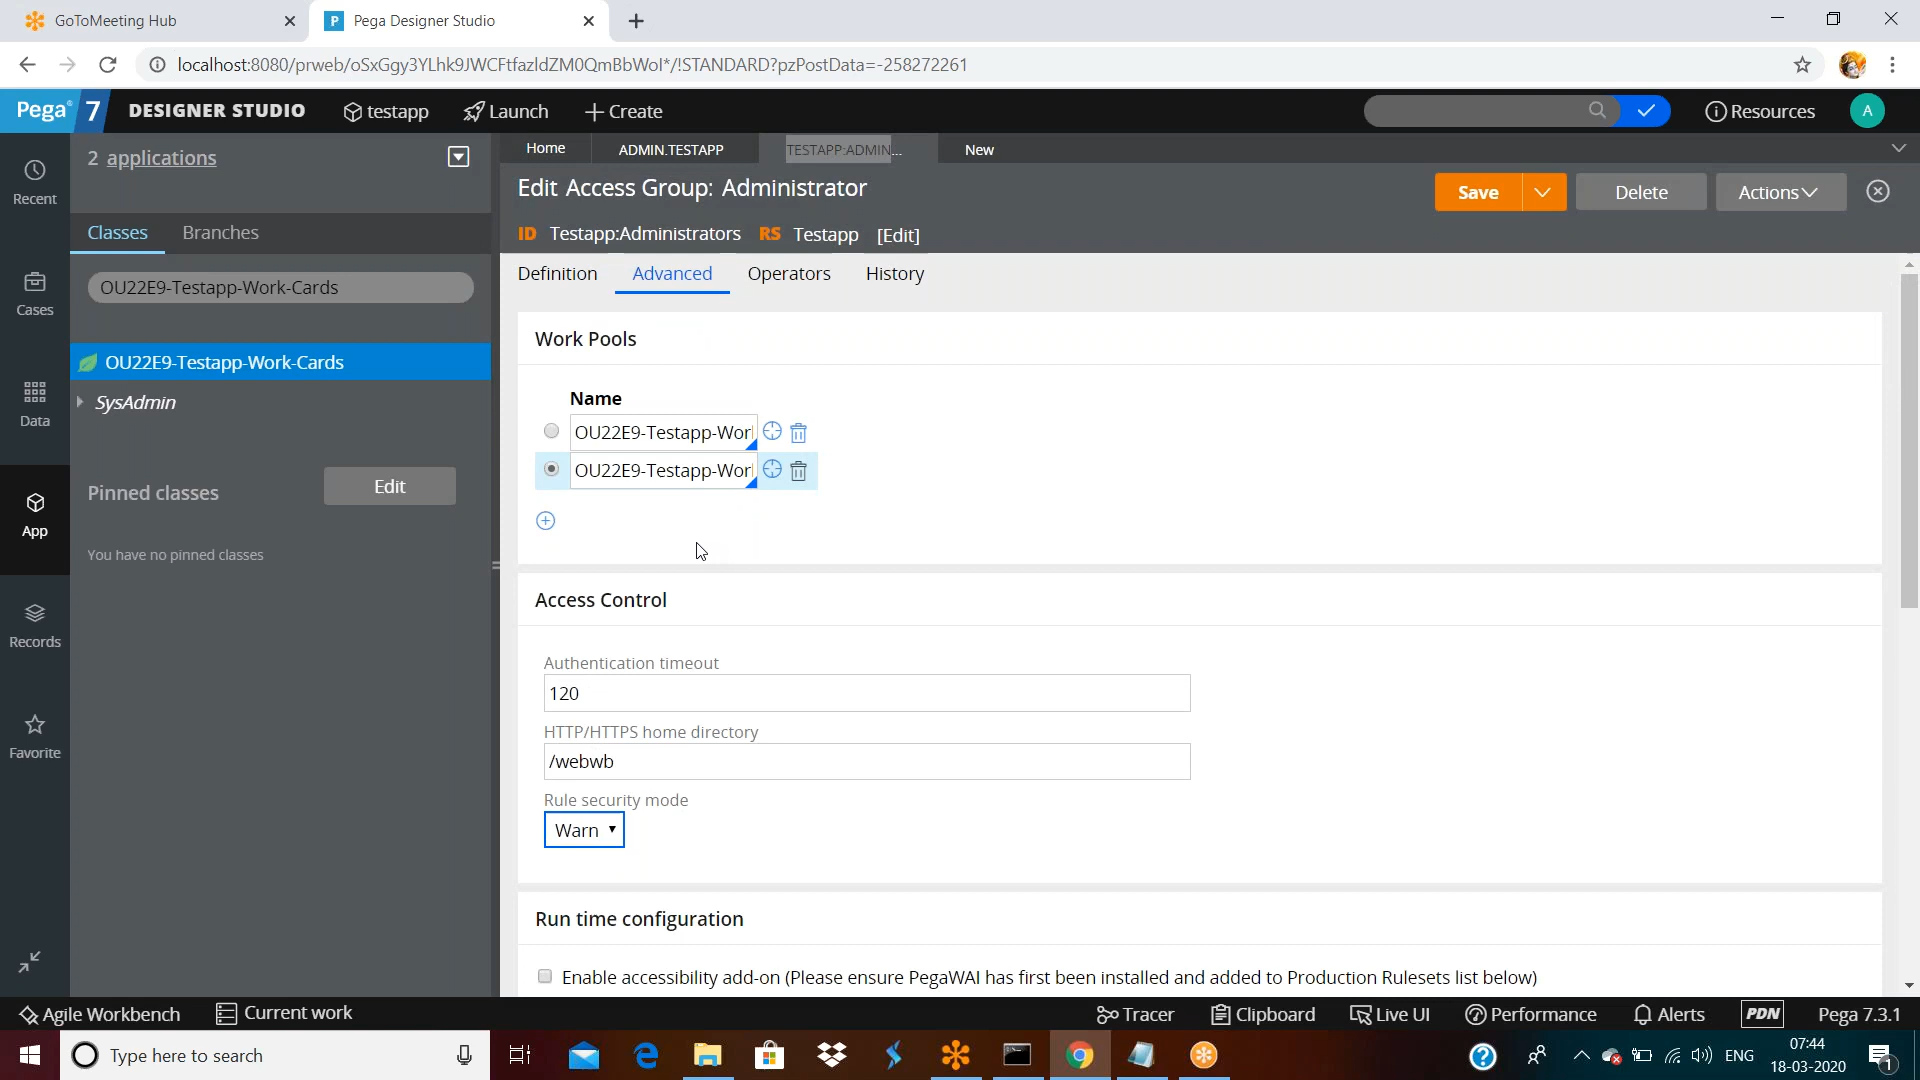 GoToMeeting Hub
Pega Designer Studio
localhost:8080/prweb/oSxGgy3YLhk9JWCFtfazldZM0QmBbWoI*/!STANDARD?pzPostData=-258272261
Pega 7 DESIGNER STUDIO testapp Launch Create Resources A
2 applications
Home ADMIN.TESTAPP TESTAPP:ADMIN... New
Edit Access Group: Administrator
Save Delete Actions
ID Testapp:Administrators RS Testapp [Edit]
Recent
Cases
Data
App
Records
Favorite
Classes Branches
OU22E9-Testapp-Work-Cards
OU22E9-Testapp-Work-Cards
SysAdmin
Pinned classes Edit
You have no pinned classes
Definition Advanced Operators History
Work Pools
Name
OU22E9-Testapp-Wor
OU22E9-Testapp-Wor
Access Control
Authentication timeout
120
HTTP/HTTPS home directory
/webwb
Rule security mode
Warn
Run time configuration
Enable accessibility add-on (Please ensure PegaWAI has first been installed and added to Production Rulesets list below)
Agile Workbench Current work Tracer Clipboard Live UI Performance Alerts PDN Pega 7.3.1
Type here to search
ENG
07:44
18-03-2020
1